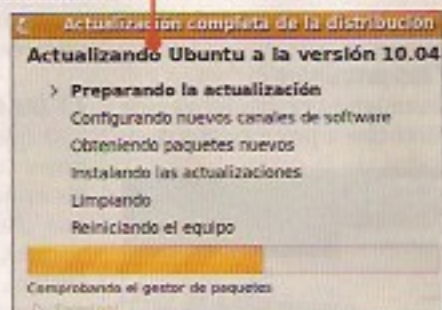 Actualización completa de la distribución
Actualizando Ubuntu a la versión 10.04
> Preparando la actualización
Configurando nuevos canales de software
Obteniendo paquetes nuevos
Instalando las actualizaciones
Limpiando
Reiniciando el equipo
Comprobando el gestor de paquetes
Terminal